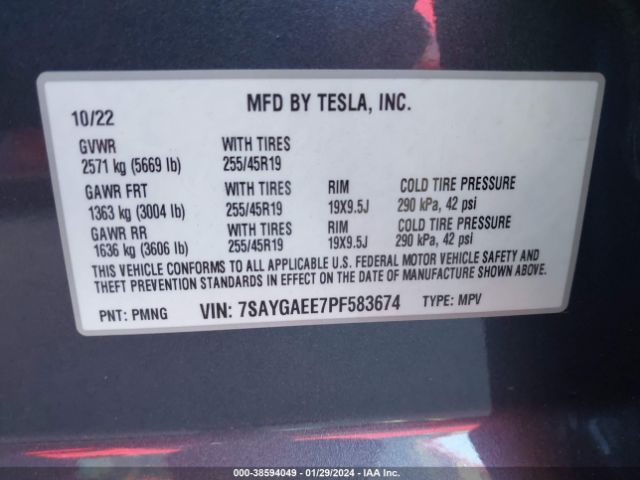 MFD BY TESLA, INC.
10/22
GVWR WITH TIRES
2571 kg (5669 lb) 255/45R19
GAWR FRT WITH TIRES RIM COLD TIRE PRESSURE
1363 kg (3004 lb) 255/45R19 19X9.5J 290 kPa, 42 psi
GAWR RR WITH TIRES RIM COLD TIRE PRESSURE
1636 kg (3606 lb) 255/45R19 19X9.5J 290 kPa, 42 psi
THIS VEHICLE CONFORMS TO ALL APPLICABLE U.S. FEDERAL MOTOR VEHICLE SAFETY AND
THEFT PREVENTION STANDARDS IN EFFECT ON THE DATE OF MANUFACTURE SHOWN ABOVE.
PNT: PMNG VIN: 7SAYGAEE7PF583674 TYPE: MPV
000-38594049 - 01/29/2024 - IAA Inc.